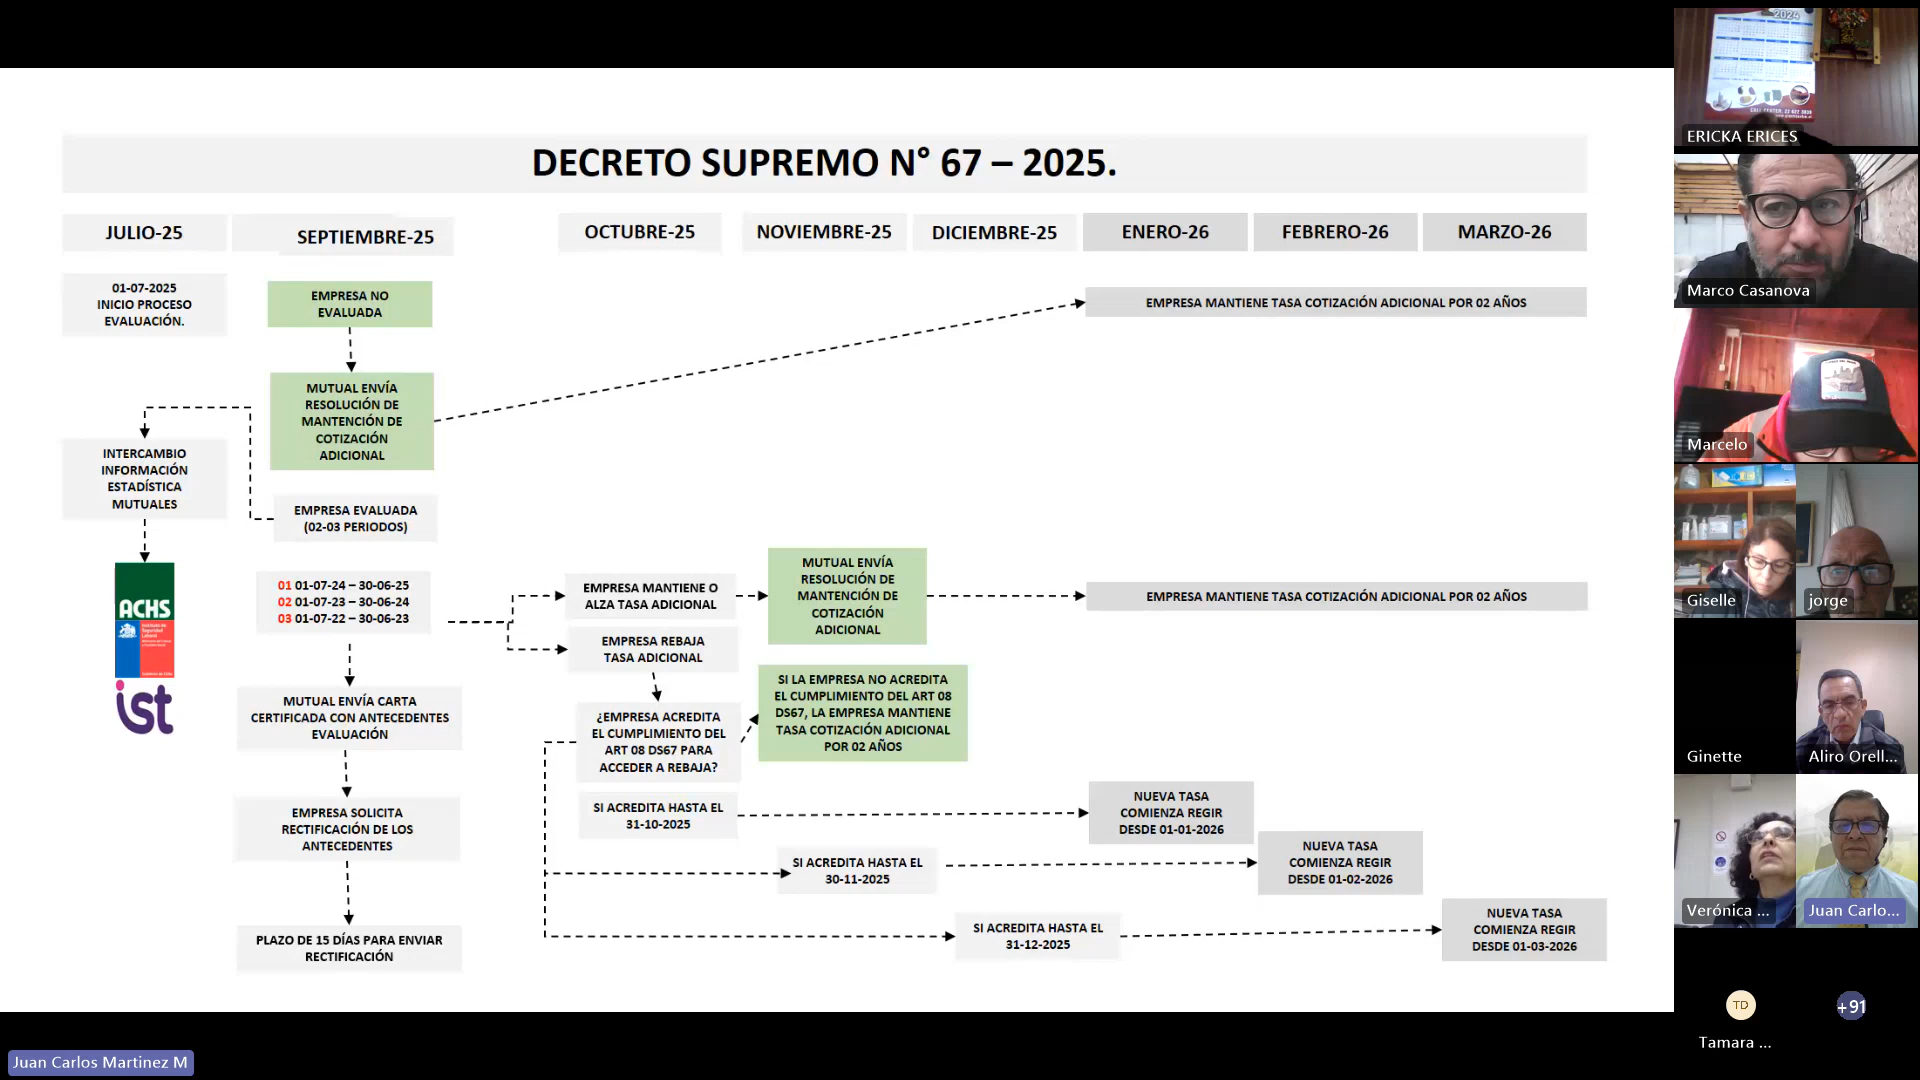 DECRETO SUPREMO N° 67 – 2025.
JULIO-25
SEPTIEMBRE-25
OCTUBRE-25
NOVIEMBRE-25
DICIEMBRE-25
ENERO-26
FEBRERO-26
MARZO-26
01-07-2025
INICIO PROCESO
EVALUACIÓN.
EMPRESA NO
EVALUADA
EMPRESA MANTIENE TASA COTIZACIÓN ADICIONAL POR 02 AÑOS
MUTUAL ENVÍA
RESOLUCIÓN DE
MANTENCIÓN DE
COTIZACIÓN
ADICIONAL
INTERCAMBIO
INFORMACIÓN
ESTADÍSTICA
MUTUALES
EMPRESA EVALUADA
(02-03 PERIODOS)
ACHS
ist
01 01-07-24 – 30-06-25
02 01-07-23 – 30-06-24
03 01-07-22 – 30-06-23
EMPRESA MANTIENE O
ALZA TASA ADICIONAL
MUTUAL ENVÍA
RESOLUCIÓN DE
MANTENCIÓN DE
COTIZACIÓN
ADICIONAL
EMPRESA MANTIENE TASA COTIZACIÓN ADICIONAL POR 02 AÑOS
EMPRESA REBAJA
TASA ADICIONAL
MUTUAL ENVÍA CARTA
CERTIFICADA CON ANTECEDENTES
EVALUACIÓN
¿EMPRESA ACREDITA
EL CUMPLIMIENTO DEL
ART 08 DS67 PARA
ACCEDER A REBAJA?
SI LA EMPRESA NO ACREDITA
EL CUMPLIMIENTO DEL ART 08
DS67, LA EMPRESA MANTIENE
TASA COTIZACIÓN ADICIONAL
POR 02 AÑOS
EMPRESA SOLICITA
RECTIFICACIÓN DE LOS
ANTECEDENTES
SI ACREDITA HASTA EL
31-10-2025
NUEVA TASA
COMIENZA REGIR
DESDE 01-01-2026
SI ACREDITA HASTA EL
30-11-2025
NUEVA TASA
COMIENZA REGIR
DESDE 01-02-2026
PLAZO DE 15 DÍAS PARA ENVIAR
RECTIFICACIÓN
SI ACREDITA HASTA EL
31-12-2025
NUEVA TASA
COMIENZA REGIR
DESDE 01-03-2026
2024
ERICKA ERICES
Marco Casanova
Marcelo
Giselle
jorge
Ginette
Aliro Orell...
Verónica ...
Juan Carlo...
TD
+91
Tamara ...
Juan Carlos Martinez M